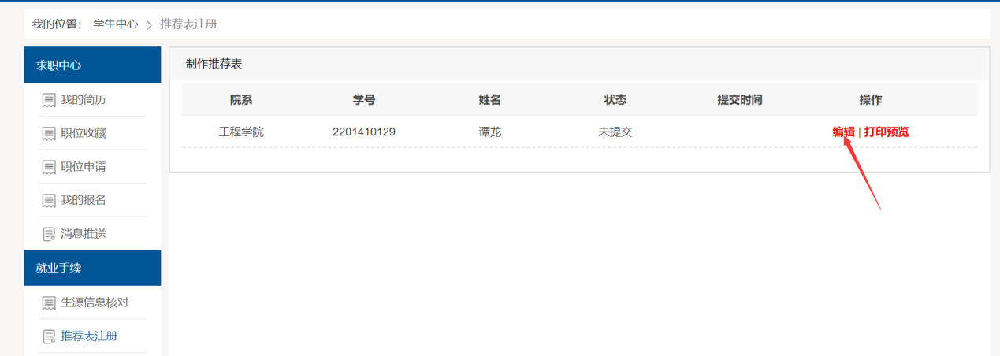 我的位置： 学生中心 > 推荐表注册
求职中心
我的简历
职位收藏
职位申请
我的报名
消息推送
就业手续
生源信息核对
推荐表注册
制作推荐表
院系 学号 姓名 状态 提交时间 操作
工程学院 2201410129 谭龙 未提交 编辑 | 打印预览